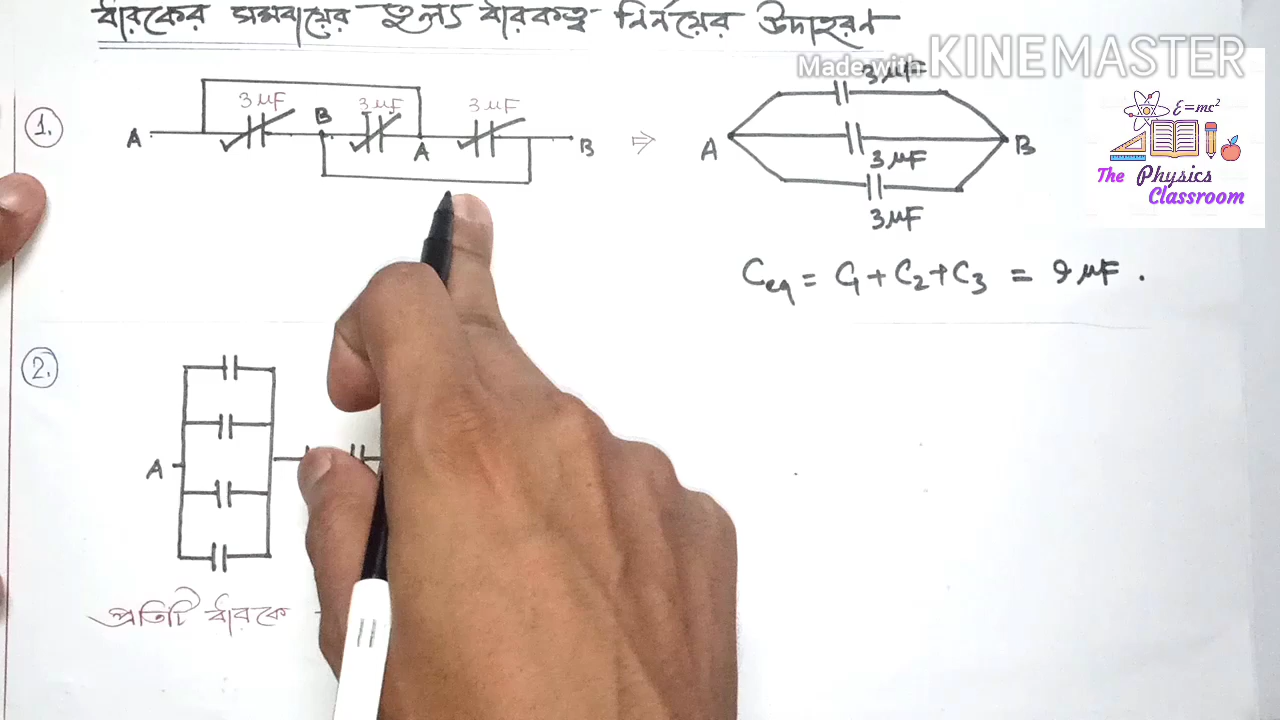 ধারকের সমবায়ের তুল্য ধারকত্ব নির্ণয়ের উদাহরন
Made with KINEMASTER
1.
A 3 μF B 3 μF A 3 μF B
⇒
A 3 μF 3 μF 3 μF B
ε=mc²
The Physics
Classroom
Ceq = C1 + C2 + C3 = 9 μF .
2.
A
প্রতিটি ধারকে